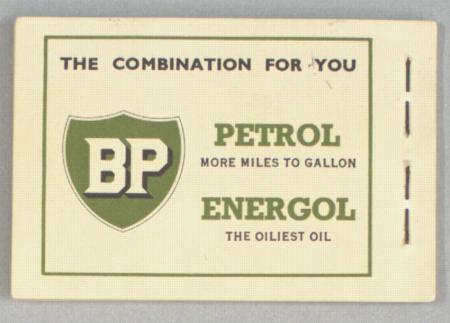 THE COMBINATION FOR YOU
BP
PETROL
MORE MILES TO GALLON
ENERGOL
THE OILIEST OIL